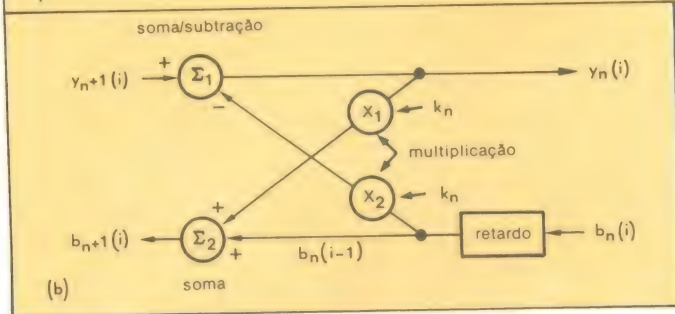 soma/subtração
+
yn+1(i)
Σ1
yn(i)
−
X1
kn
multiplicação
X2
kn
+
bn+1(i)
Σ2
+
bn(i-1)
retardo
bn(i)
(b)
soma